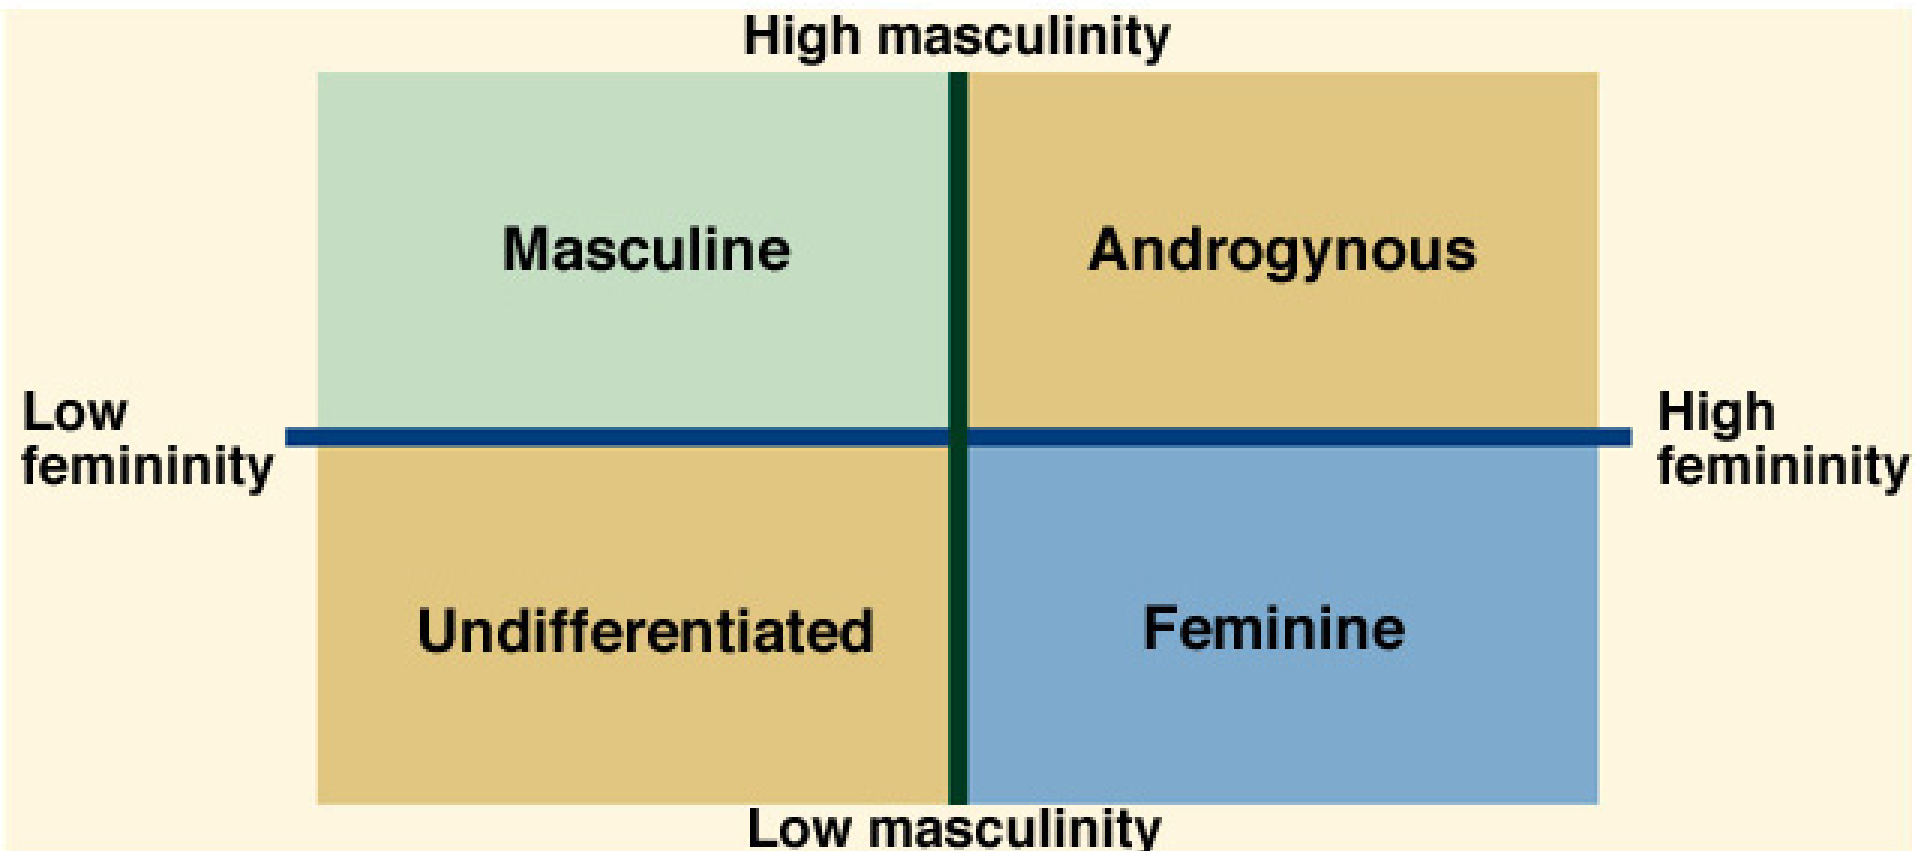 High masculinity
Masculine
Androgynous
Low
femininity
High
femininity
Undifferentiated
Feminine
Low masculinity